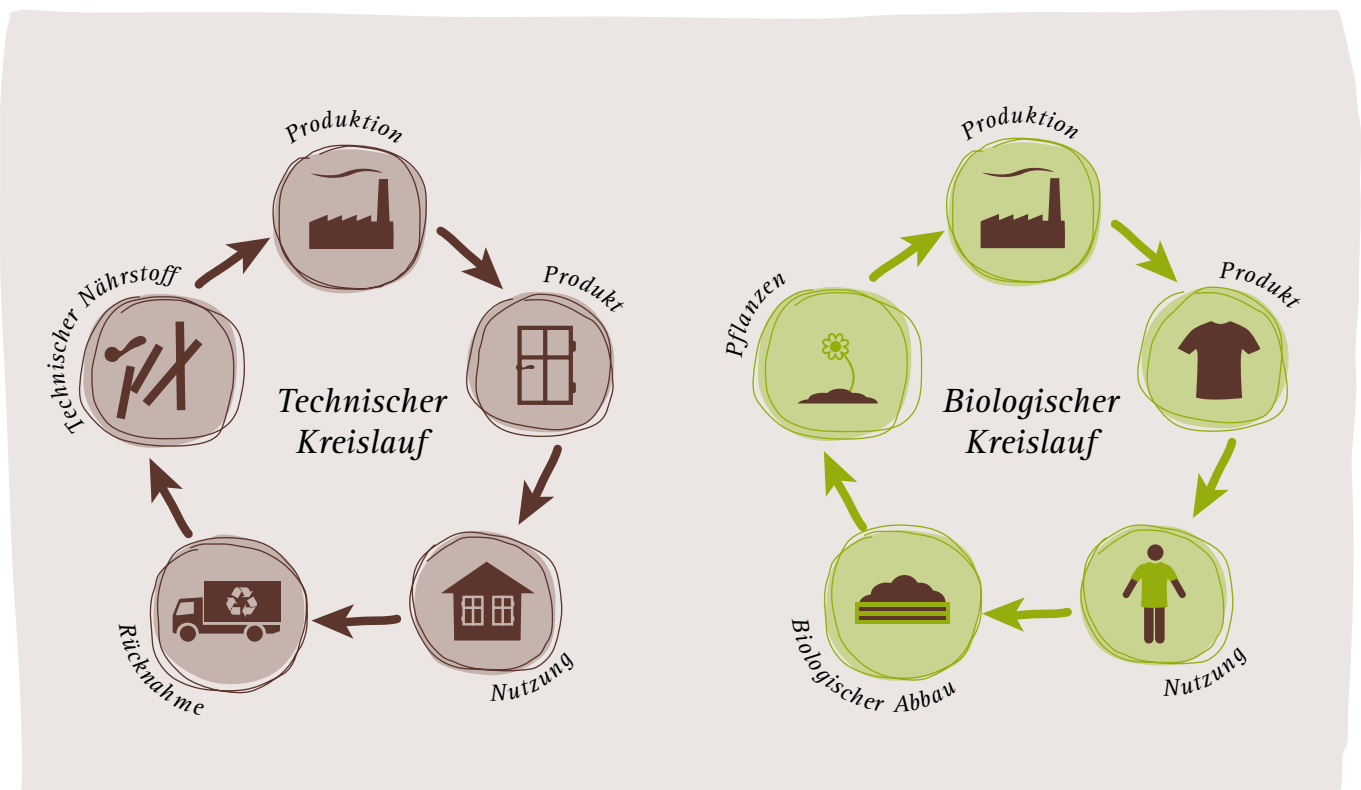 Produktion
Produkt
Nutzung
Rücknahme
Technischer Nährstoff
Technischer
Kreislauf
Produktion
Produkt
Nutzung
Biologischer Abbau
Pflanzen
Biologischer
Kreislauf